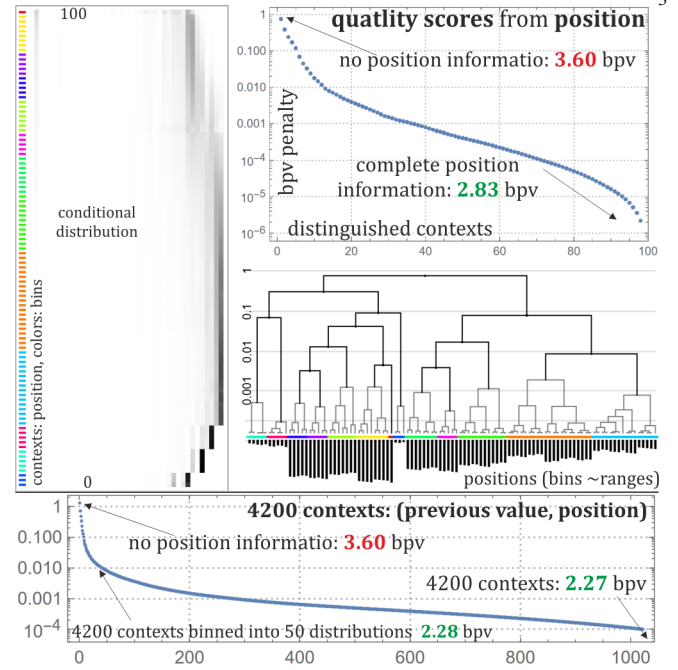 100
conditional
distribution
contexts: position, colors: bins
0
quatlity scores from position
no position informatio: 3.60 bpv
bpv penalty
complete position
information: 2.83 bpv
distinguished contexts
1
0.100
0.010
0.001
10⁻⁴
10⁻⁵
10⁻⁶
0 20 40 60 80 100
1
0.1
0.01
0.001
positions (bins ~ranges)
4200 contexts: (previous value, position)
no position informatio: 3.60 bpv
4200 contexts: 2.27 bpv
4200 contexts binned into 50 distributions 2.28 bpv
1
0.100
0.010
0.001
10⁻⁴
0 200 400 600 800 1000